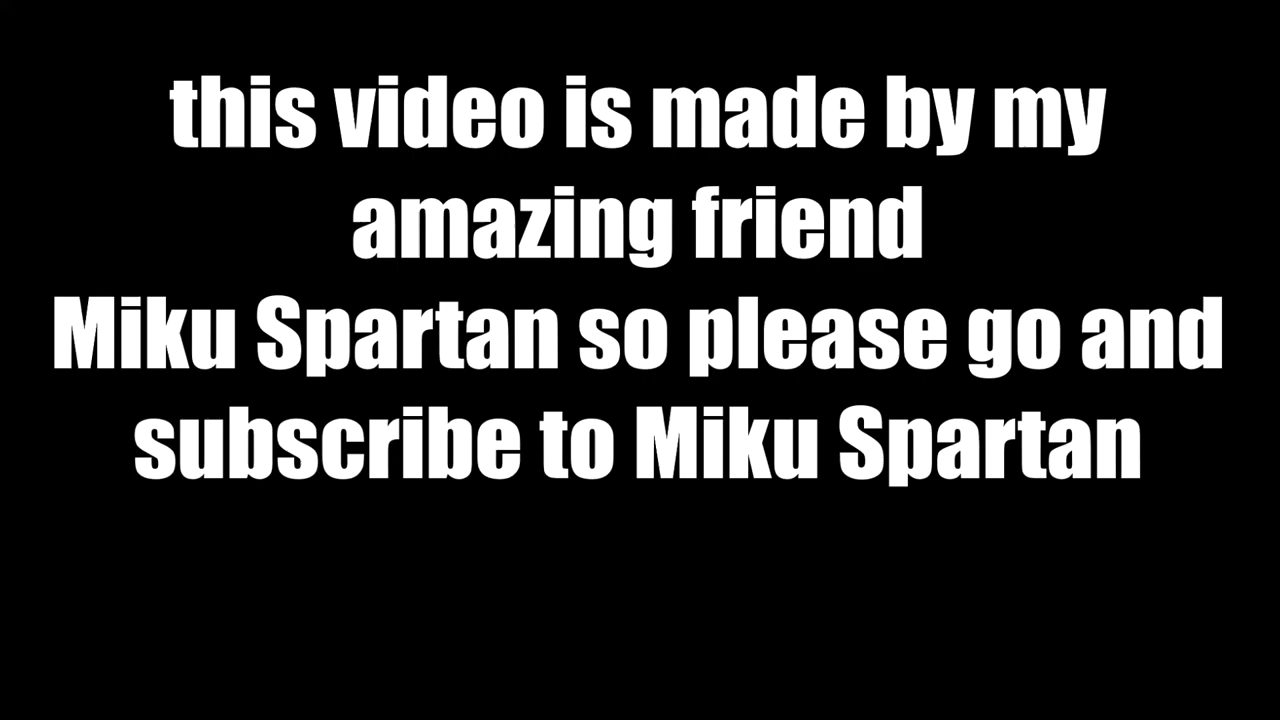 this video is made by my
amazing friend
Miku Spartan so please go and
subscribe to Miku Spartan